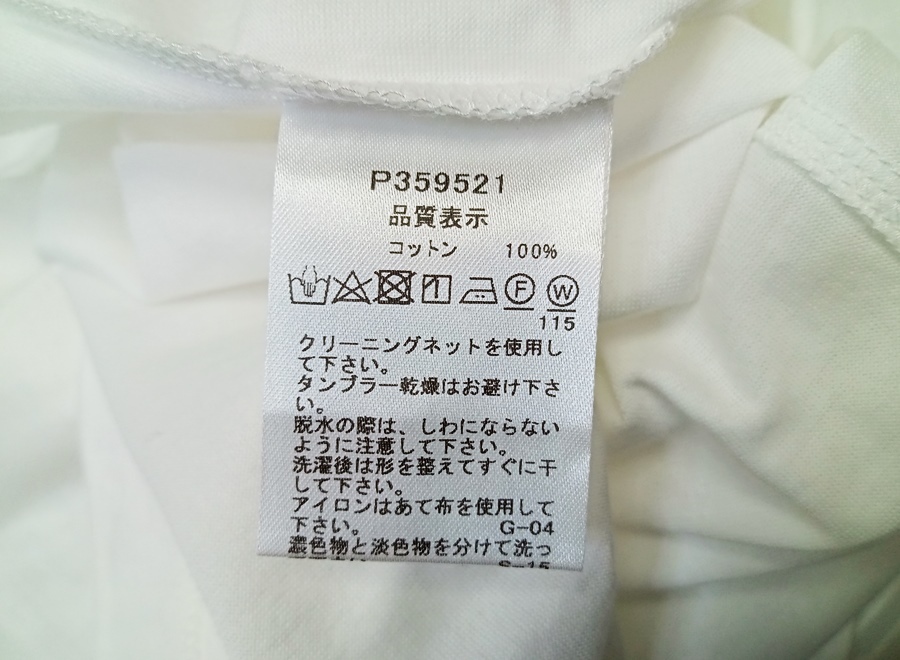 P359521
品質表示
コットン 100%
F W
115
クリーニングネットを使用し
て下さい。
タンブラー乾燥はお避け下さ
い。
脱水の際は、しわにならない
ように注意して下さい。
洗濯後は形を整えてすぐに干
して下さい。
アイロンはあて布を使用して
下さい。 G-04
濃色物と淡色物を分けて洗っ
S-15